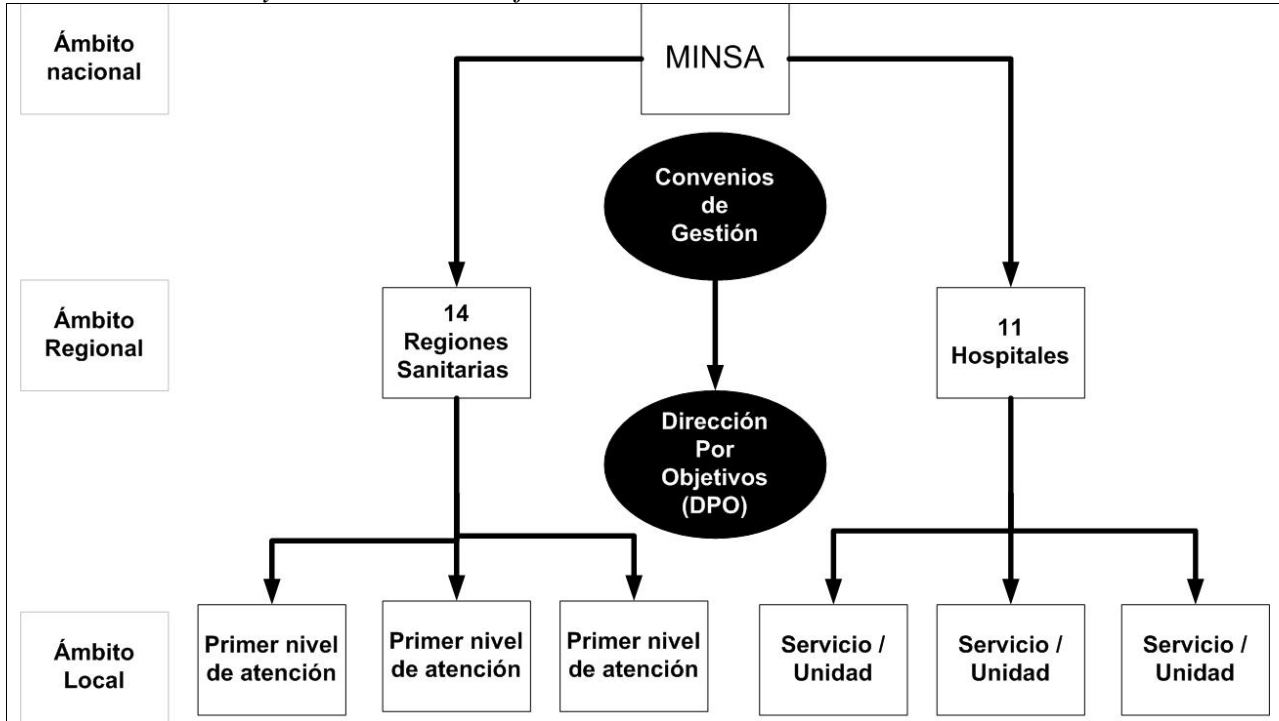 Ámbito
nacional
MINSA
Convenios
de
Gestión
Ámbito
Regional
14
Regiones
Sanitarias
11
Hospitales
Dirección
Por
Objetivos
(DPO)
Ámbito
Local
Primer nivel
de atención
Primer nivel
de atención
Primer nivel
de atención
Servicio /
Unidad
Servicio /
Unidad
Servicio /
Unidad